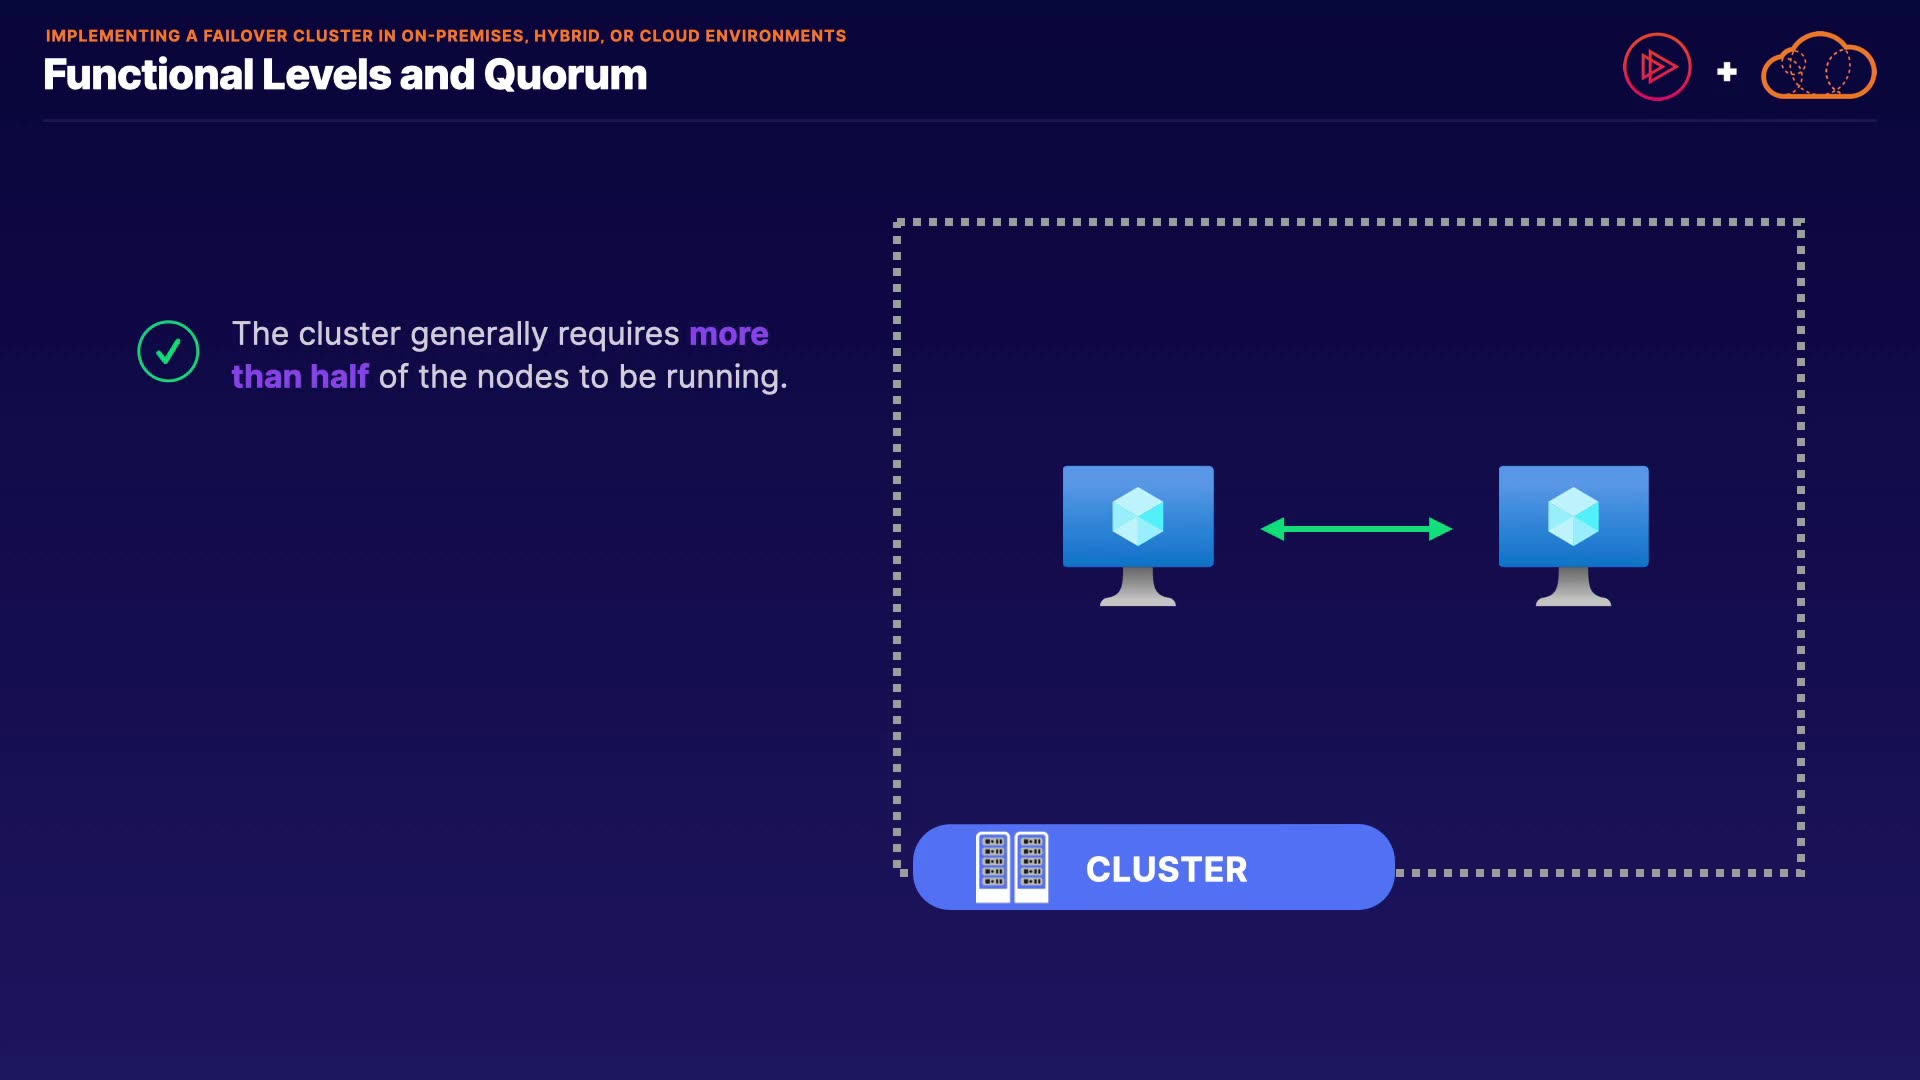 IMPLEMENTING A FAILOVER CLUSTER IN ON-PREMISES, HYBRID, OR CLOUD ENVIRONMENTS
Functional Levels and Quorum
+
The cluster generally requires more
than half of the nodes to be running.
CLUSTER